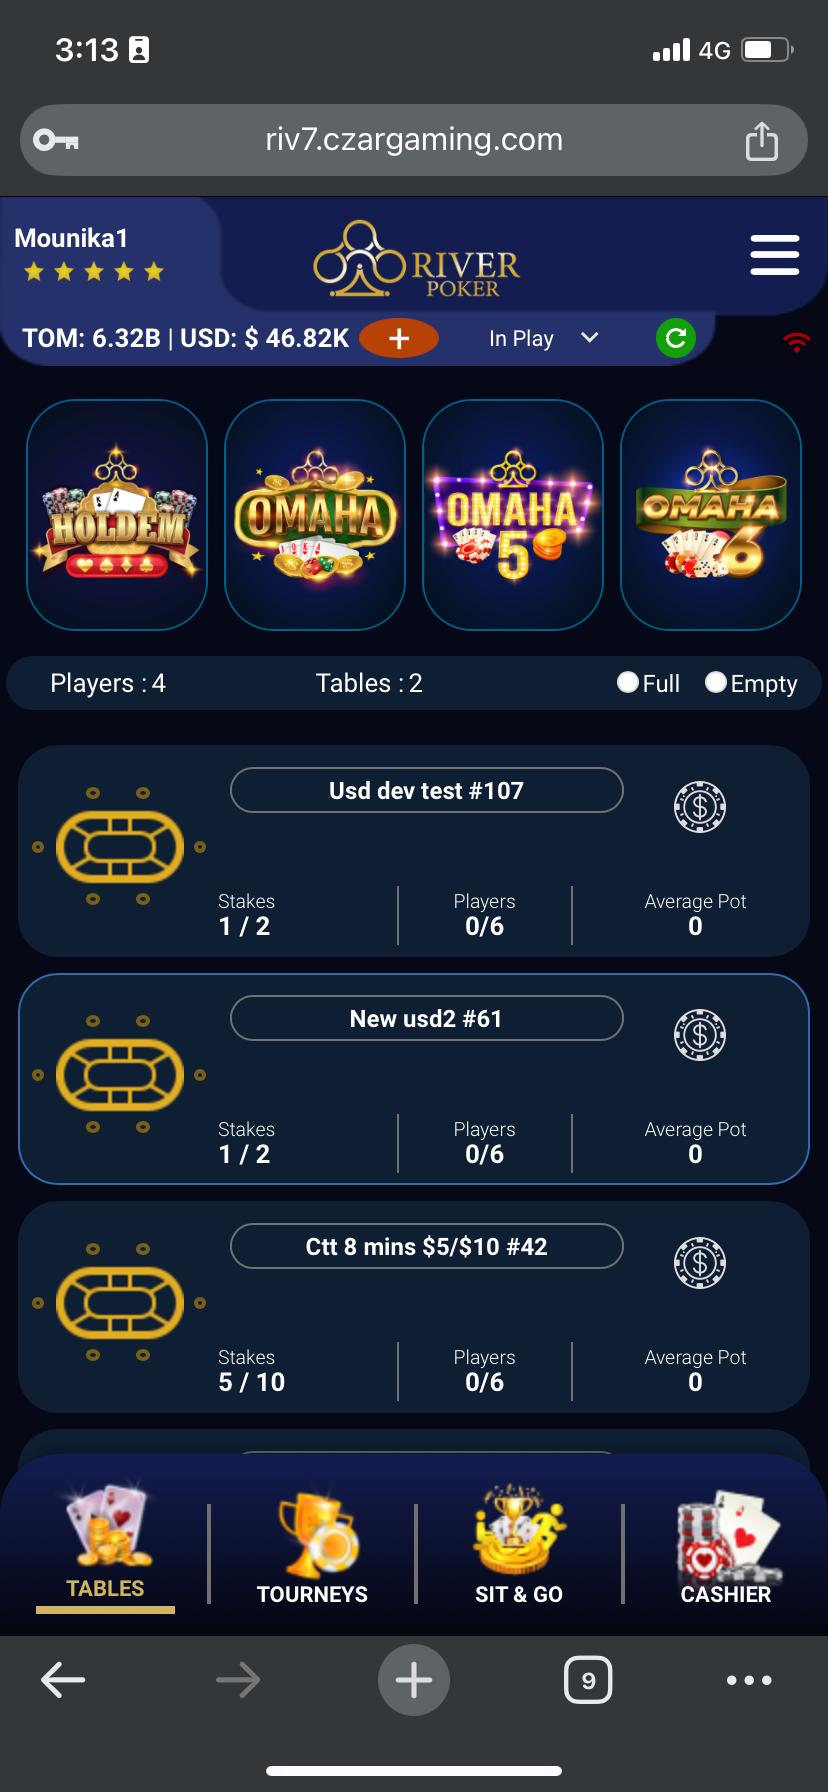 3:13
4G
riv7.czargaming.com
Mounika1
RIVER
POKER
TOM: 6.32B | USD: $ 46.82K
+
In Play
HOLDEM
OMAHA
OMAHA
5
OMAHA
6
Players : 4
Tables : 2
Full
Empty
Usd dev test #107
Stakes
Players
Average Pot
1 / 2
0/6
0
New usd2 #61
Stakes
Players
Average Pot
1 / 2
0/6
0
Ctt 8 mins $5/$10 #42
Stakes
Players
Average Pot
5 / 10
0/6
0
TABLES
TOURNEYS
SIT & GO
CASHIER
9